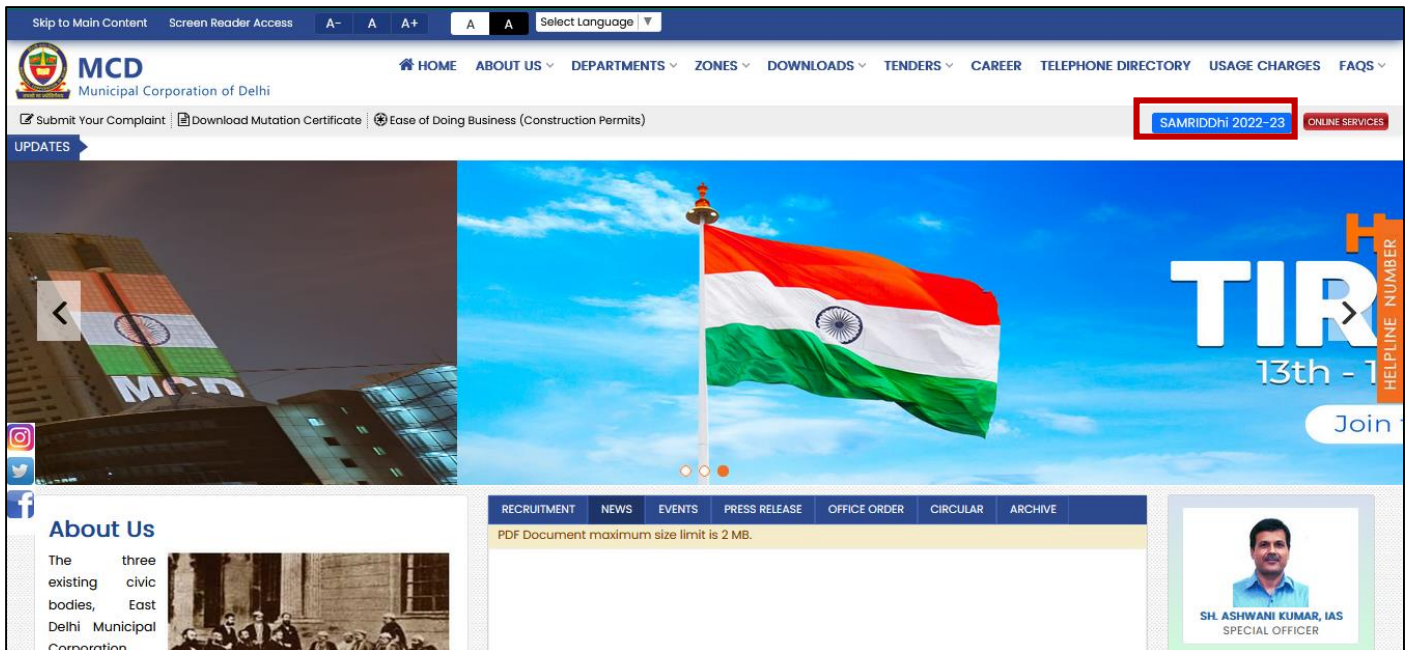 Skip to Main Content Screen Reader Access A- A A+ A A Select Language ▼
MCD
Municipal Corporation of Delhi
HOME ABOUT US DEPARTMENTS ZONES DOWNLOADS TENDERS CAREER TELEPHONE DIRECTORY USAGE CHARGES FAQS
Submit Your Complaint Download Mutation Certificate Ease of Doing Business (Construction Permits)
SAMRIDDhi 2022-23 ONLINE SERVICES
UPDATES
MCD
H
TIR
13th - 1
Join
HELPLINE NUMBER
About Us
The three
existing civic
bodies, East
Delhi Municipal
Corporation
RECRUITMENT NEWS EVENTS PRESS RELEASE OFFICE ORDER CIRCULAR ARCHIVE
PDF Document maximum size limit is 2 MB.
SH. ASHWANI KUMAR, IAS
SPECIAL OFFICER